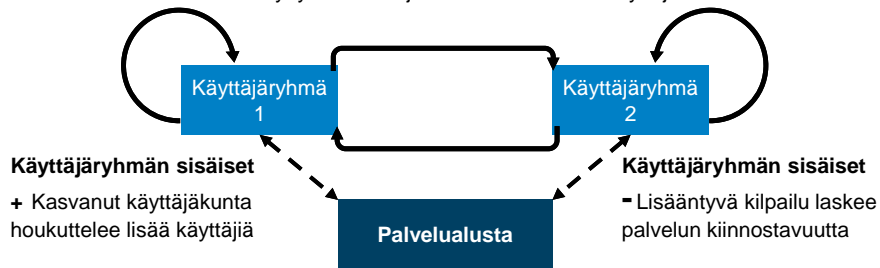 Käyttäjäryhmä
1
Käyttäjäryhmä
2
Käyttäjäryhmän sisäiset
+ Kasvanut käyttäjäkunta
houkuttelee lisää käyttäjiä
Käyttäjäryhmän sisäiset
- Lisääntyvä kilpailu laskee
palvelun kiinnostavuutta
Palvelualusta